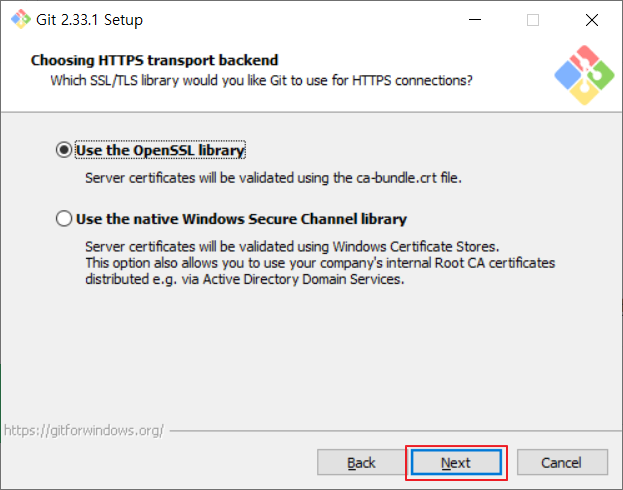 Git 2.33.1 Setup
Choosing HTTPS transport backend
Which SSL/TLS library would you like Git to use for HTTPS connections?
Use the OpenSSL library
Server certificates will be validated using the ca-bundle.crt file.
Use the native Windows Secure Channel library
Server certificates will be validated using Windows Certificate Stores.
This option also allows you to use your company's internal Root CA certificates
distributed e.g. via Active Directory Domain Services.
https://gitforwindows.org/
Back Next Cancel